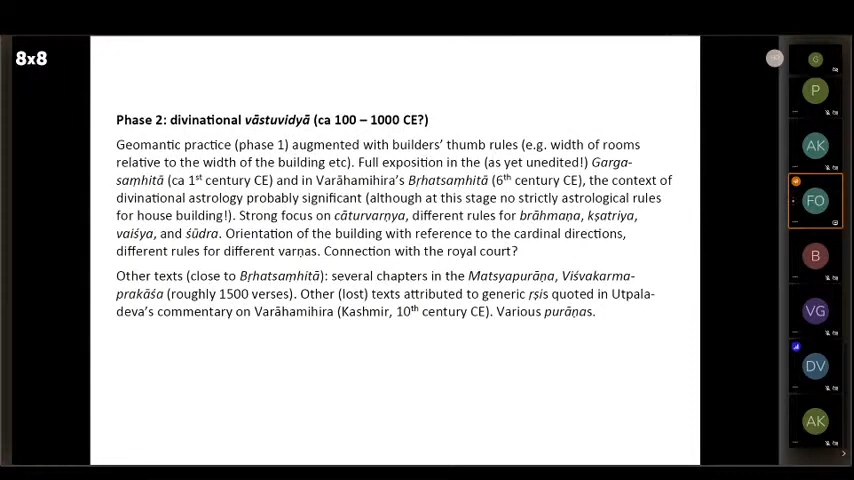 8x8
Phase 2: divinational vāstuvidyā (ca 100 – 1000 CE?)
Geomantic practice (phase 1) augmented with builders' thumb rules (e.g. width of rooms
relative to the width of the building etc). Full exposition in the (as yet unedited!) Garga-
saṃhitā (ca 1st century CE) and in Varāhamihira's Bṛhatsaṃhitā (6th century CE), the context of
divinational astrology probably significant (although at this stage no strictly astrological rules
for house building!). Strong focus on cāturvarṇya, different rules for brāhmaṇa, kṣatriya,
vaiśya, and śūdra. Orientation of the building with reference to the cardinal directions,
different rules for different varṇas. Connection with the royal court?
Other texts (close to Bṛhatsaṃhitā): several chapters in the Matsyapurāṇa, Viśvakarma-
prakāśa (roughly 1500 verses). Other (lost) texts attributed to generic ṛṣis quoted in Utpala-
deva's commentary on Varāhamihira (Kashmir, 10th century CE). Various purāṇas.
G
P
AK
FO
B
VG
DV
AK